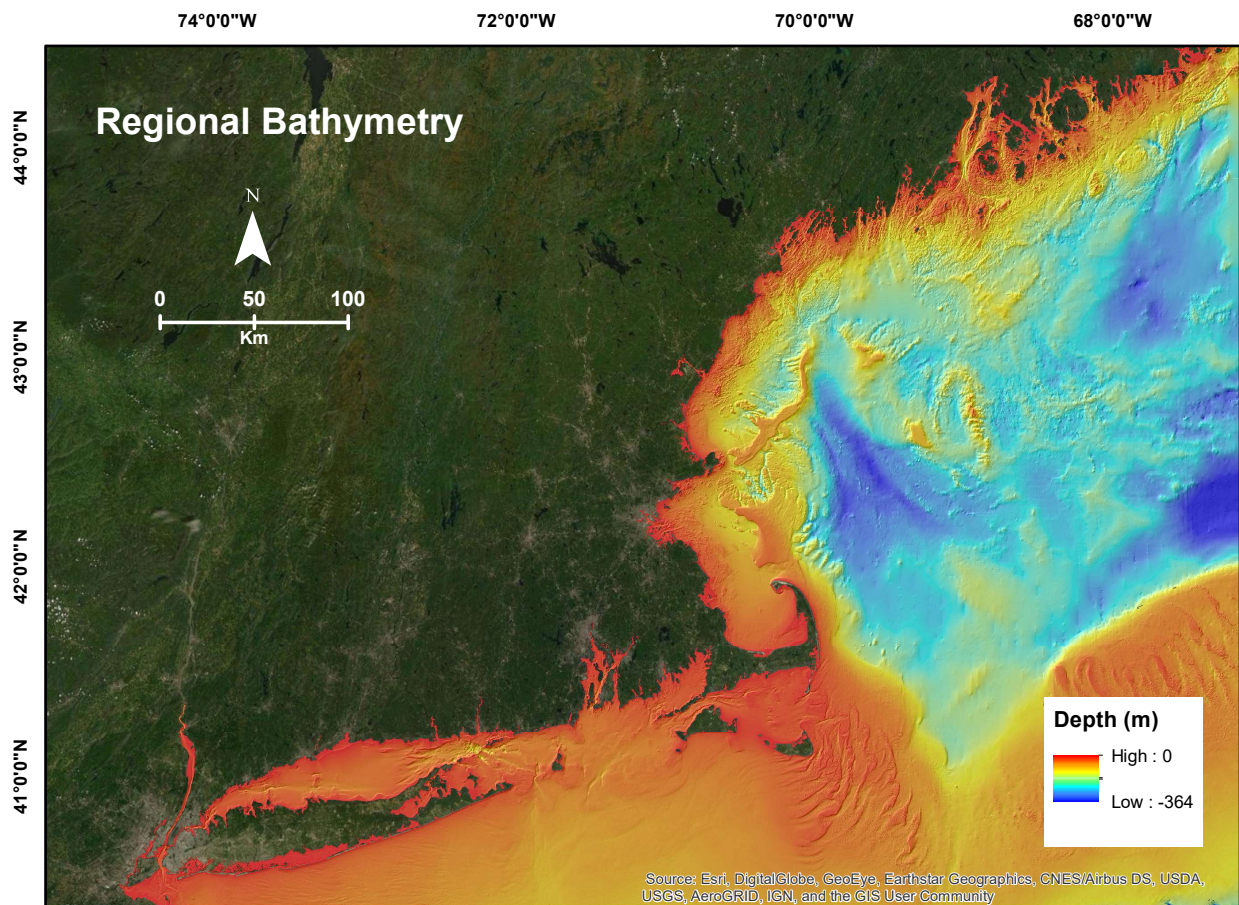 74°0'0"W 72°0'0"W 70°0'0"W 68°0'0"W
44°0'0"N
43°0'0"N
42°0'0"N
41°0'0"N
Regional Bathymetry
N
0 50 100
Km
Depth (m)
High : 0
Low : -364
Source: Esri, DigitalGlobe, GeoEye, Earthstar Geographics, CNES/Airbus DS, USDA,
USGS, AeroGRID, IGN, and the GIS User Community